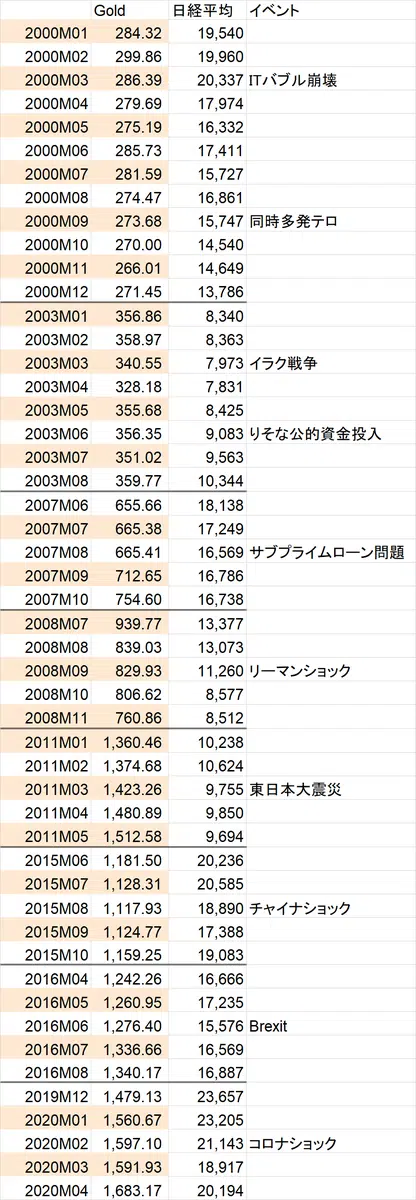 Gold 日経平均 イベント
2000M01 284.32 19,540
2000M02 299.86 19,960
2000M03 286.39 20,337 ITバブル崩壊
2000M04 279.69 17,974
2000M05 275.19 16,332
2000M06 285.73 17,411
2000M07 281.59 15,727
2000M08 274.47 16,861
2000M09 273.68 15,747 同時多発テロ
2000M10 270.00 14,540
2000M11 266.01 14,649
2000M12 271.45 13,786
2003M01 356.86 8,340
2003M02 358.97 8,363
2003M03 340.55 7,973 イラク戦争
2003M04 328.18 7,831
2003M05 355.68 8,425
2003M06 356.35 9,083 りそな公的資金投入
2003M07 351.02 9,563
2003M08 359.77 10,344
2007M06 655.66 18,138
2007M07 665.38 17,249
2007M08 665.41 16,569 サブプライムローン問題
2007M09 712.65 16,786
2007M10 754.60 16,738
2008M07 939.77 13,377
2008M08 839.03 13,073
2008M09 829.93 11,260 リーマンショック
2008M10 806.62 8,577
2008M11 760.86 8,512
2011M01 1,360.46 10,238
2011M02 1,374.68 10,624
2011M03 1,423.26 9,755 東日本大震災
2011M04 1,480.89 9,850
2011M05 1,512.58 9,694
2015M06 1,181.50 20,236
2015M07 1,128.31 20,585
2015M08 1,117.93 18,890 チャイナショック
2015M09 1,124.77 17,388
2015M10 1,159.25 19,083
2016M04 1,242.26 16,666
2016M05 1,260.95 17,235
2016M06 1,276.40 15,576 Brexit
2016M07 1,336.66 16,569
2016M08 1,340.17 16,887
2019M12 1,479.13 23,657
2020M01 1,560.67 23,205
2020M02 1,597.10 21,143 コロナショック
2020M03 1,591.93 18,917
2020M04 1,683.17 20,194